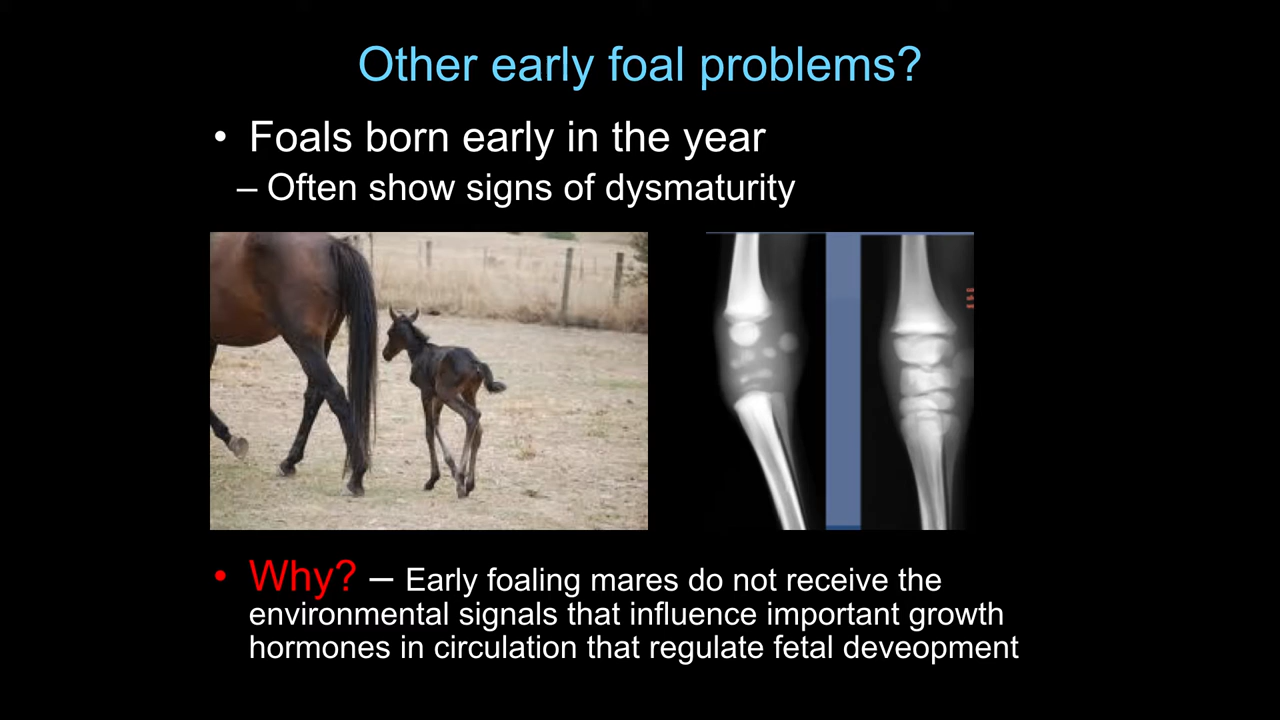 Other early foal problems?
• Foals born early in the year
– Often show signs of dysmaturity
• Why? – Early foaling mares do not receive the
environmental signals that influence important growth
hormones in circulation that regulate fetal deveopment